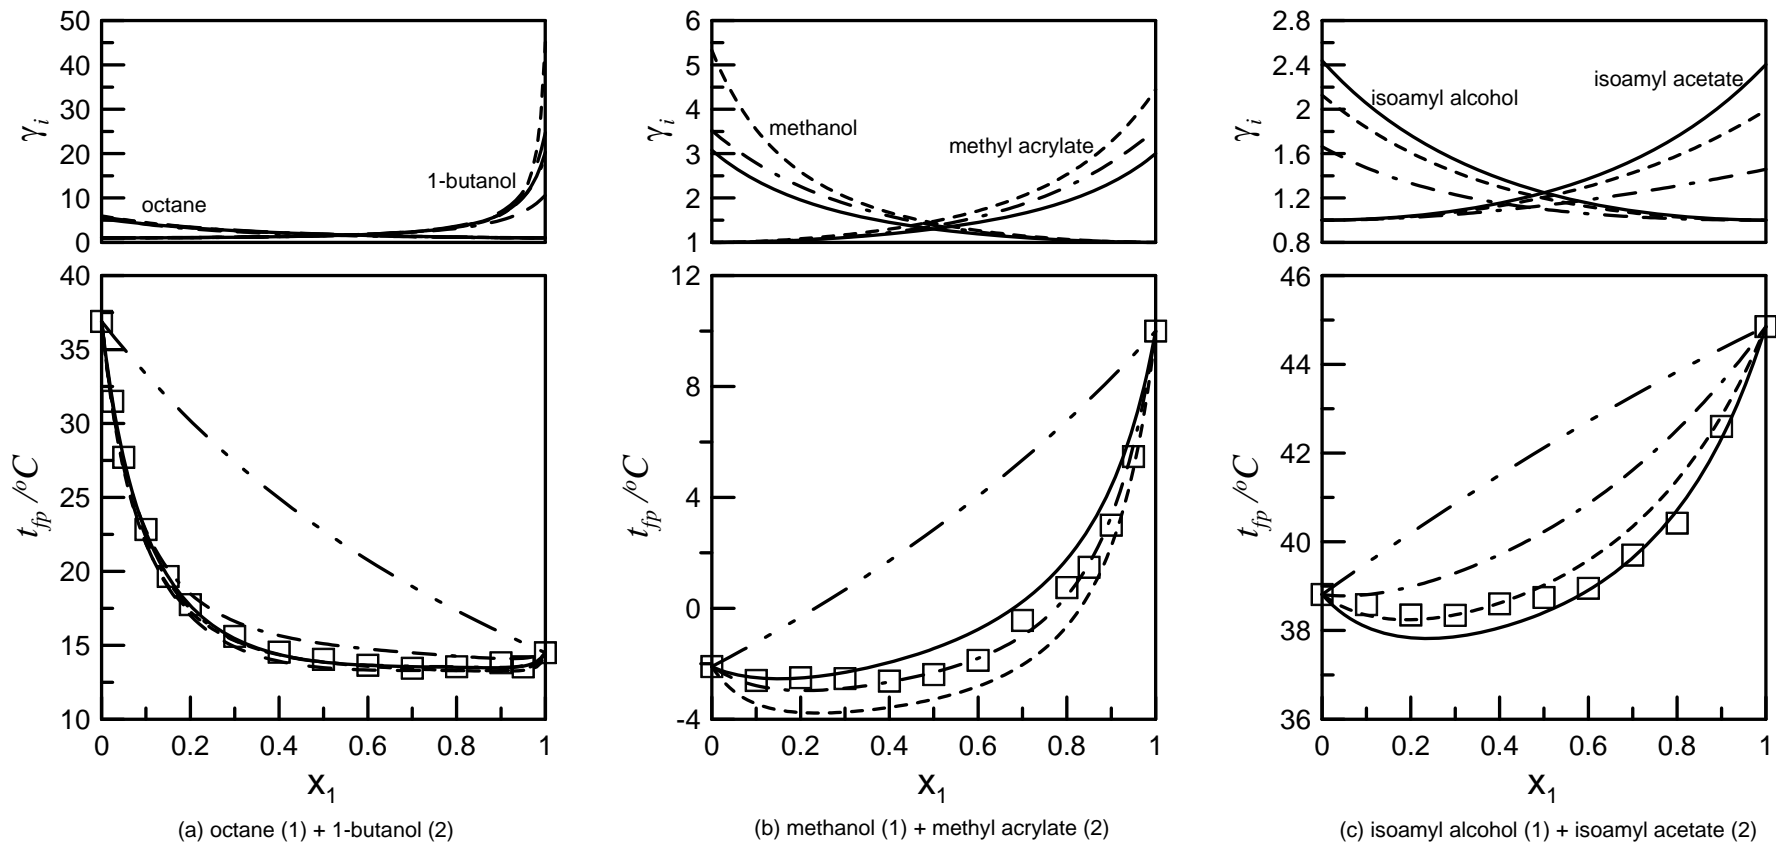 50
40
30
20
10
0
γi
octane
1-butanol
6
5
4
3
2
1
γi
methanol
methyl acrylate
2.8
2.4
2
1.6
1.2
0.8
γi
isoamyl alcohol
isoamyl acetate
40
35
30
25
20
15
10
tfp /ºC
0 0.2 0.4 0.6 0.8 1
x1
(a) octane (1) + 1-butanol (2)
12
8
4
0
-4
tfp /ºC
0 0.2 0.4 0.6 0.8 1
x1
(b) methanol (1) + methyl acrylate (2)
46
44
42
40
38
36
tfp /ºC
0 0.2 0.4 0.6 0.8 1
x1
(c) isoamyl alcohol (1) + isoamyl acetate (2)